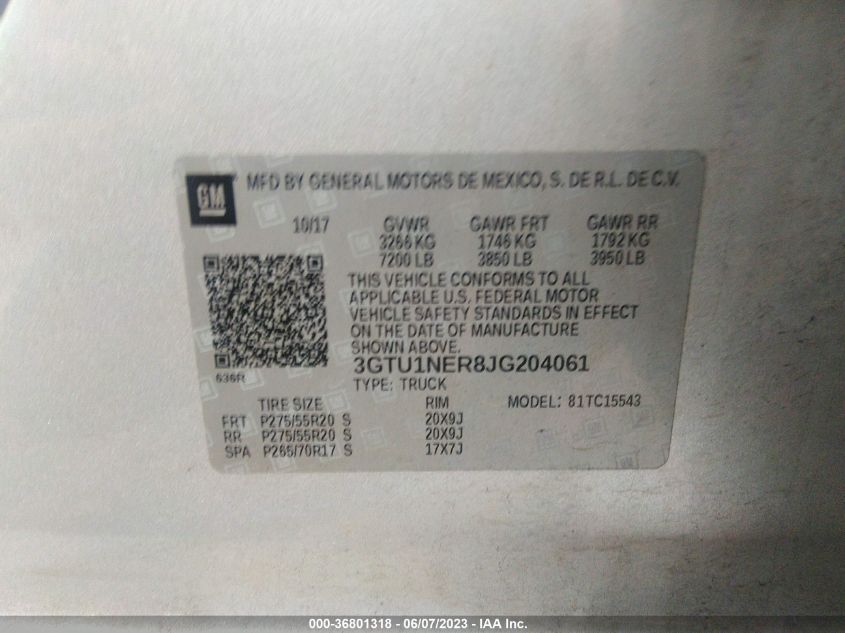 GM MFD BY GENERAL MOTORS DE MEXICO, S. DE R.L. DE C.V.
10/17 GVWR GAWR FRT GAWR RR
3266 KG 1746 KG 1792 KG
7200 LB 3850 LB 3950 LB
THIS VEHICLE CONFORMS TO ALL
APPLICABLE U.S. FEDERAL MOTOR
VEHICLE SAFETY STANDARDS IN EFFECT
ON THE DATE OF MANUFACTURE
SHOWN ABOVE.
3GTU1NER8JG204061
636R
TYPE: TRUCK
TIRE SIZE RIM MODEL: 81TC15543
FRT P275/55R20 S 20X9J
RR P275/55R20 S 20X9J
SPA P265/70R17 S 17X7J
000-36801318 - 06/07/2023 - IAA Inc.